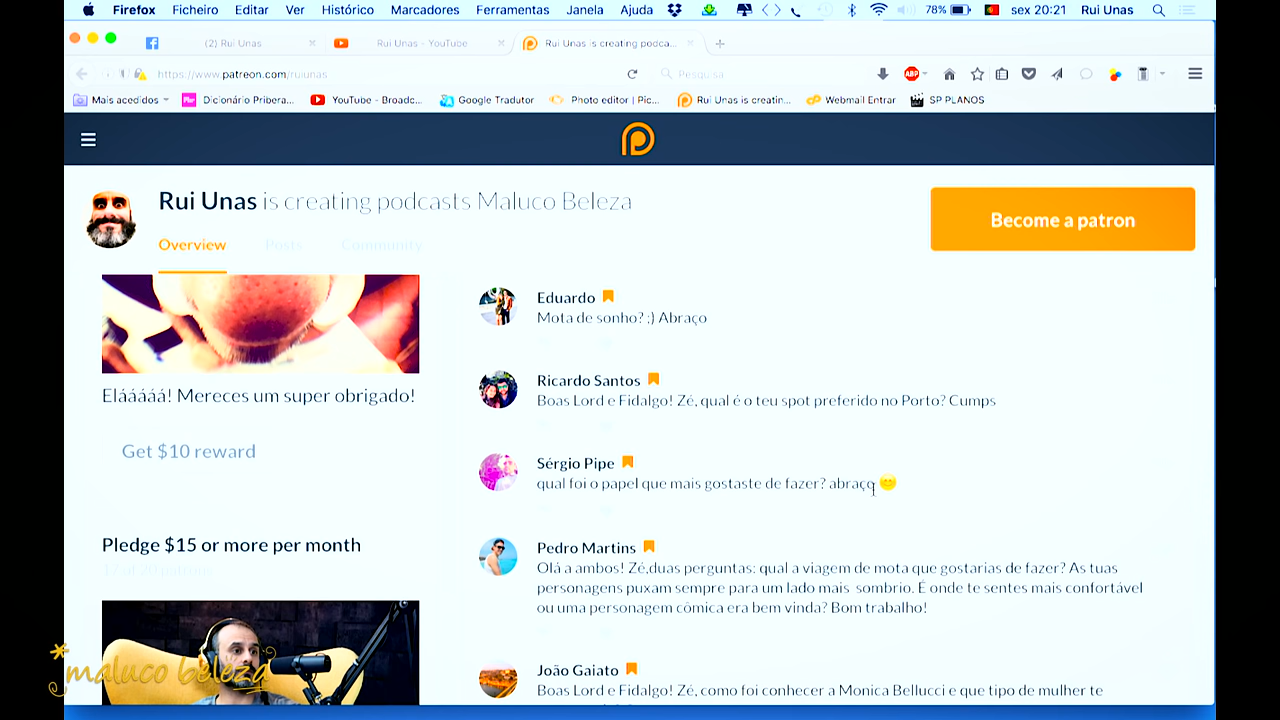 Firefox Ficheiro Editar Ver Histórico Marcadores Ferramentas Janela Ajuda 78% sex 20:21 Rui Unas
(2) Rui Unas Rui Unas - YouTube Rui Unas is creating podca...
https://www.patreon.com/ruiunas Pesquisa ABP
Mais acedidos Dicionário Pribera... YouTube - Broadc... Google Tradutor Photo editor | Pic... Rui Unas is creatin... Webmail Entrar SP PLANOS
Rui Unas is creating podcasts Maluco Beleza
Become a patron
Overview Posts Community
Eláááááá! Mereces um super obrigado!
Get $10 reward
Pledge $15 or more per month
Eduardo
Mota de sonho? ;) Abraço
Ricardo Santos
Boas Lord e Fidalgo! Zé, qual é o teu spot preferido no Porto? Cumps
Sérgio Pipe
qual foi o papel que mais gostaste de fazer? abraço 😊
Pedro Martins
Olá a ambos! Zé,duas perguntas: qual a viagem de mota que gostarias de fazer? As tuas
personagens puxam sempre para um lado mais sombrio. É onde te sentes mais confortável
ou uma personagem cômica era bem vinda? Bom trabalho!
João Gaiato
Boas Lord e Fidalgo! Zé, como foi conhecer a Monica Bellucci e que tipo de mulher te
maluco beleza